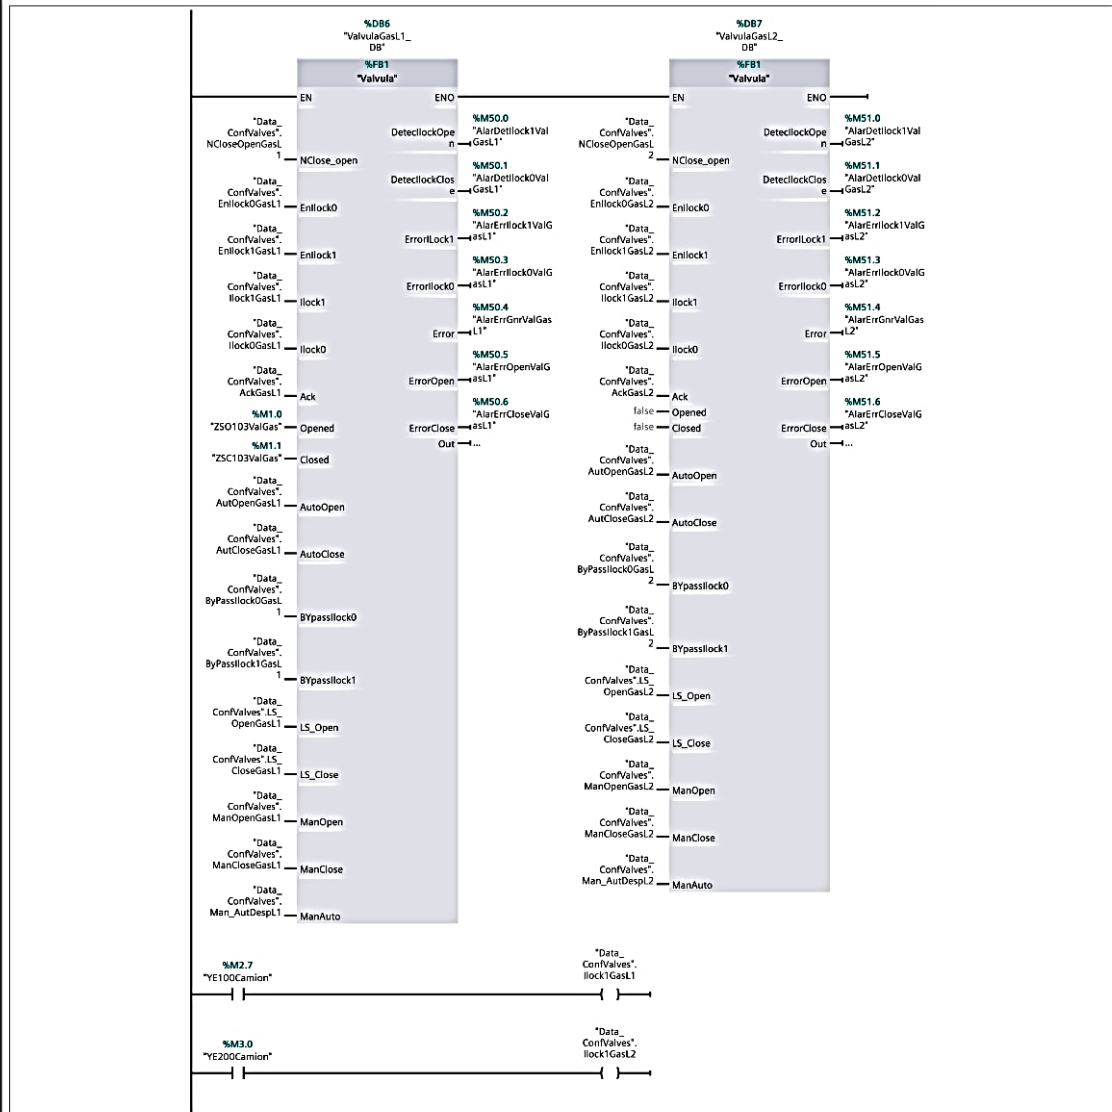 %DB6
"ValvulaGasL1_
DB"
%FB1
"Valvula"
EN
ENO
"Data_
ConfValves".
NCloseOpenGasL
1
NClose_open
"Data_
ConfValves".
EnIlock0GasL1
EnIlock0
"Data_
ConfValves".
EnIlock1GasL1
EnIlock1
"Data_
ConfValves".
Ilock1GasL1
Ilock1
"Data_
ConfValves".
Ilock0GasL1
Ilock0
"Data_
ConfValves".
AckGasL1
Ack
%M1.0
"ZSO103ValGas"
Opened
%M1.1
"ZSC103ValGas"
Closed
"Data_
ConfValves".
AutOpenGasL1
AutoOpen
"Data_
ConfValves".
AutCloseGasL1
AutoClose
"Data_
ConfValves".
ByPassIlock0GasL
1
BYpassIlock0
"Data_
ConfValves".
ByPassIlock1GasL
1
BYpassIlock1
"Data_
ConfValves".LS_
OpenGasL1
LS_Open
"Data_
ConfValves".LS_
CloseGasL1
LS_Close
"Data_
ConfValves".
ManOpenGasL1
ManOpen
"Data_
ConfValves".
ManCloseGasL1
ManClose
"Data_
ConfValves".
Man_AutDespL1
ManAuto
DetecIlockOpe
n
%M50.0
"AlarDetIlock1Val
GasL1"
DetecIlockClos
e
%M50.1
"AlarDetIlock0Val
GasL1"
ErrorILock1
%M50.2
"AlarErrIlock1ValG
asL1"
ErrorIlock0
%M50.3
"AlarErrIlock0ValG
asL1"
Error
%M50.4
"AlarErrGnrValGas
L1"
ErrorOpen
%M50.5
"AlarErrOpenValG
asL1"
ErrorClose
%M50.6
"AlarErrCloseValG
asL1"
Out
...
%DB7
"ValvulaGasL2_
DB"
%FB1
"Valvula"
EN
ENO
"Data_
ConfValves".
NCloseOpenGasL
2
NClose_open
"Data_
ConfValves".
EnIlock0GasL2
EnIlock0
"Data_
ConfValves".
EnIlock1GasL2
EnIlock1
"Data_
ConfValves".
Ilock1GasL2
Ilock1
"Data_
ConfValves".
Ilock0GasL2
Ilock0
"Data_
ConfValves".
AckGasL2
Ack
false
Opened
false
Closed
"Data_
ConfValves".
AutOpenGasL2
AutoOpen
"Data_
ConfValves".
AutCloseGasL2
AutoClose
"Data_
ConfValves".
ByPassIlock0GasL
2
BYpassIlock0
"Data_
ConfValves".
ByPassIlock1GasL
2
BYpassIlock1
"Data_
ConfValves".LS_
OpenGasL2
LS_Open
"Data_
ConfValves".LS_
CloseGasL2
LS_Close
"Data_
ConfValves".
ManOpenGasL2
ManOpen
"Data_
ConfValves".
ManCloseGasL2
ManClose
"Data_
ConfValves".
Man_AutDespL2
ManAuto
DetecIlockOpe
n
%M51.0
"AlarDetIlock1Val
GasL2"
DetecIlockClos
e
%M51.1
"AlarDetIlock0Val
GasL2"
ErrorILock1
%M51.2
"AlarErrIlock1ValG
asL2"
ErrorIlock0
%M51.3
"AlarErrIlock0ValG
asL2"
Error
%M51.4
"AlarErrGnrValGas
L2"
ErrorOpen
%M51.5
"AlarErrOpenValG
asL2"
ErrorClose
%M51.6
"AlarErrCloseValG
asL2"
Out
...
%M2.7
"YE100Camion"
"Data_
ConfValves".
Ilock1GasL1
%M3.0
"YE200Camion"
"Data_
ConfValves".
Ilock1GasL2